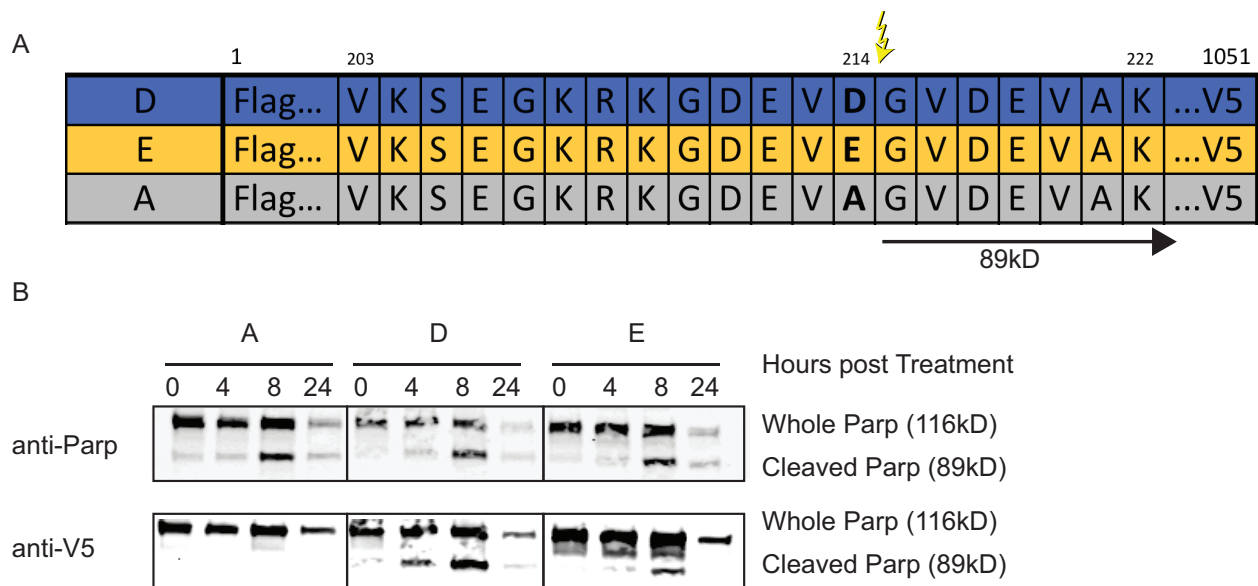 A
1 203 214 222 1051
D Flag... V K S E G K R K G D E V D G V D E V A K ...V5
E Flag... V K S E G K R K G D E V E G V D E V A K ...V5
A Flag... V K S E G K R K G D E V A G V D E V A K ...V5
89kD
B
A D E
Hours post Treatment
0 4 8 24 0 4 8 24 0 4 8 24
anti-Parp
Whole Parp (116kD)
Cleaved Parp (89kD)
anti-V5
Whole Parp (116kD)
Cleaved Parp (89kD)